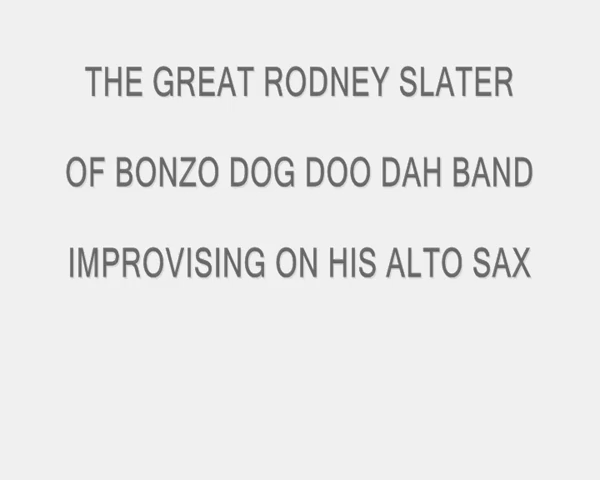 THE GREAT RODNEY SLATER
OF BONZO DOG DOO DAH BAND
IMPROVISING ON HIS ALTO SAX